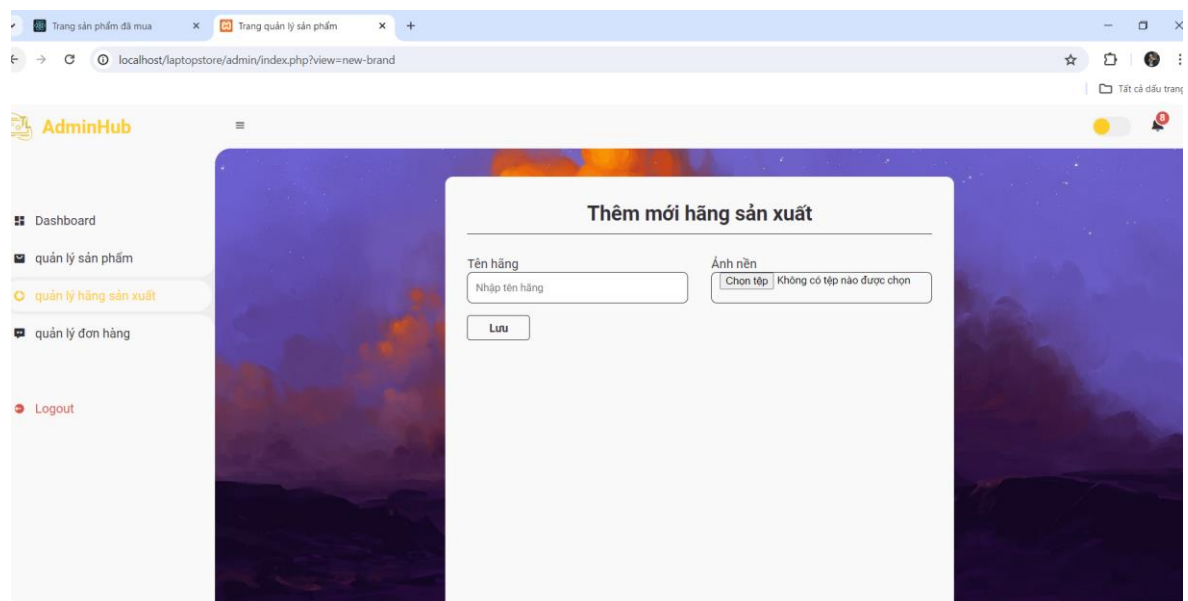 Trang sản phẩm đã mua
Trang quản lý sản phẩm
localhost/laptopstore/admin/index.php?view=new-brand
Tất cả dấu trang
AdminHub
8
Thêm mới hãng sản xuất
Dashboard
quản lý sản phẩm
quản lý hãng sản xuất
quản lý đơn hàng
Logout
Tên hãng
Ảnh nền
Nhập tên hãng
Chọn tệp Không có tệp nào được chọn
Lưu